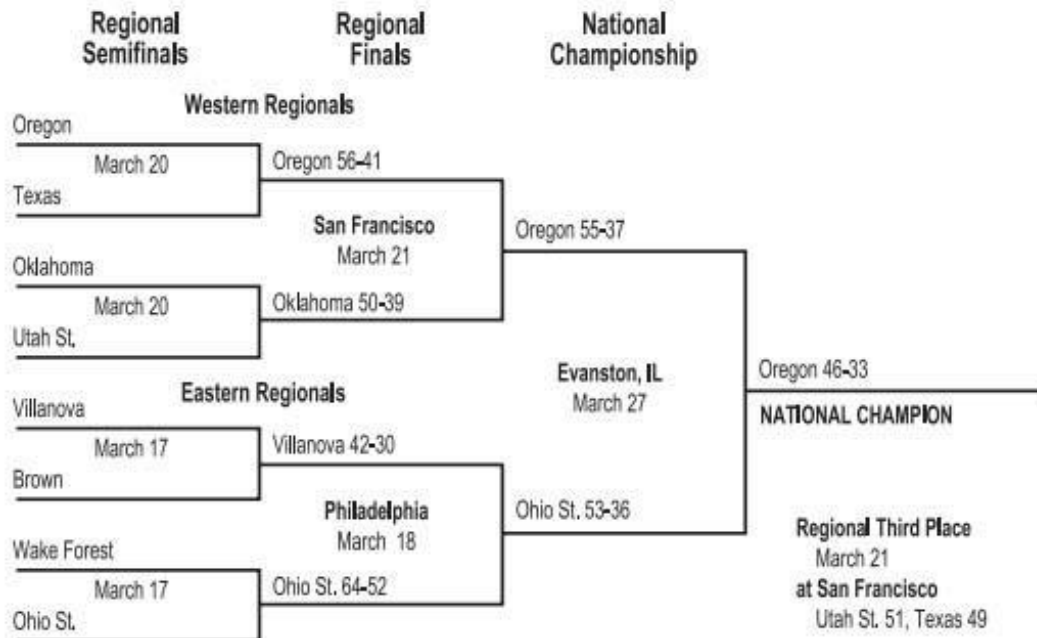 Regional
Semifinals
Regional
Finals
National
Championship
Western Regionals
Oregon
March 20
Texas
Oregon 56-41
San Francisco
March 21
Oklahoma
March 20
Utah St.
Oklahoma 50-39
Oregon 55-37
Eastern Regionals
Villanova
March 17
Brown
Villanova 42-30
Philadelphia
March 18
Wake Forest
March 17
Ohio St.
Ohio St. 64-52
Ohio St. 53-36
Evanston, IL
March 27
Oregon 46-33
NATIONAL CHAMPION
Regional Third Place
March 21
at San Francisco
Utah St. 51, Texas 49